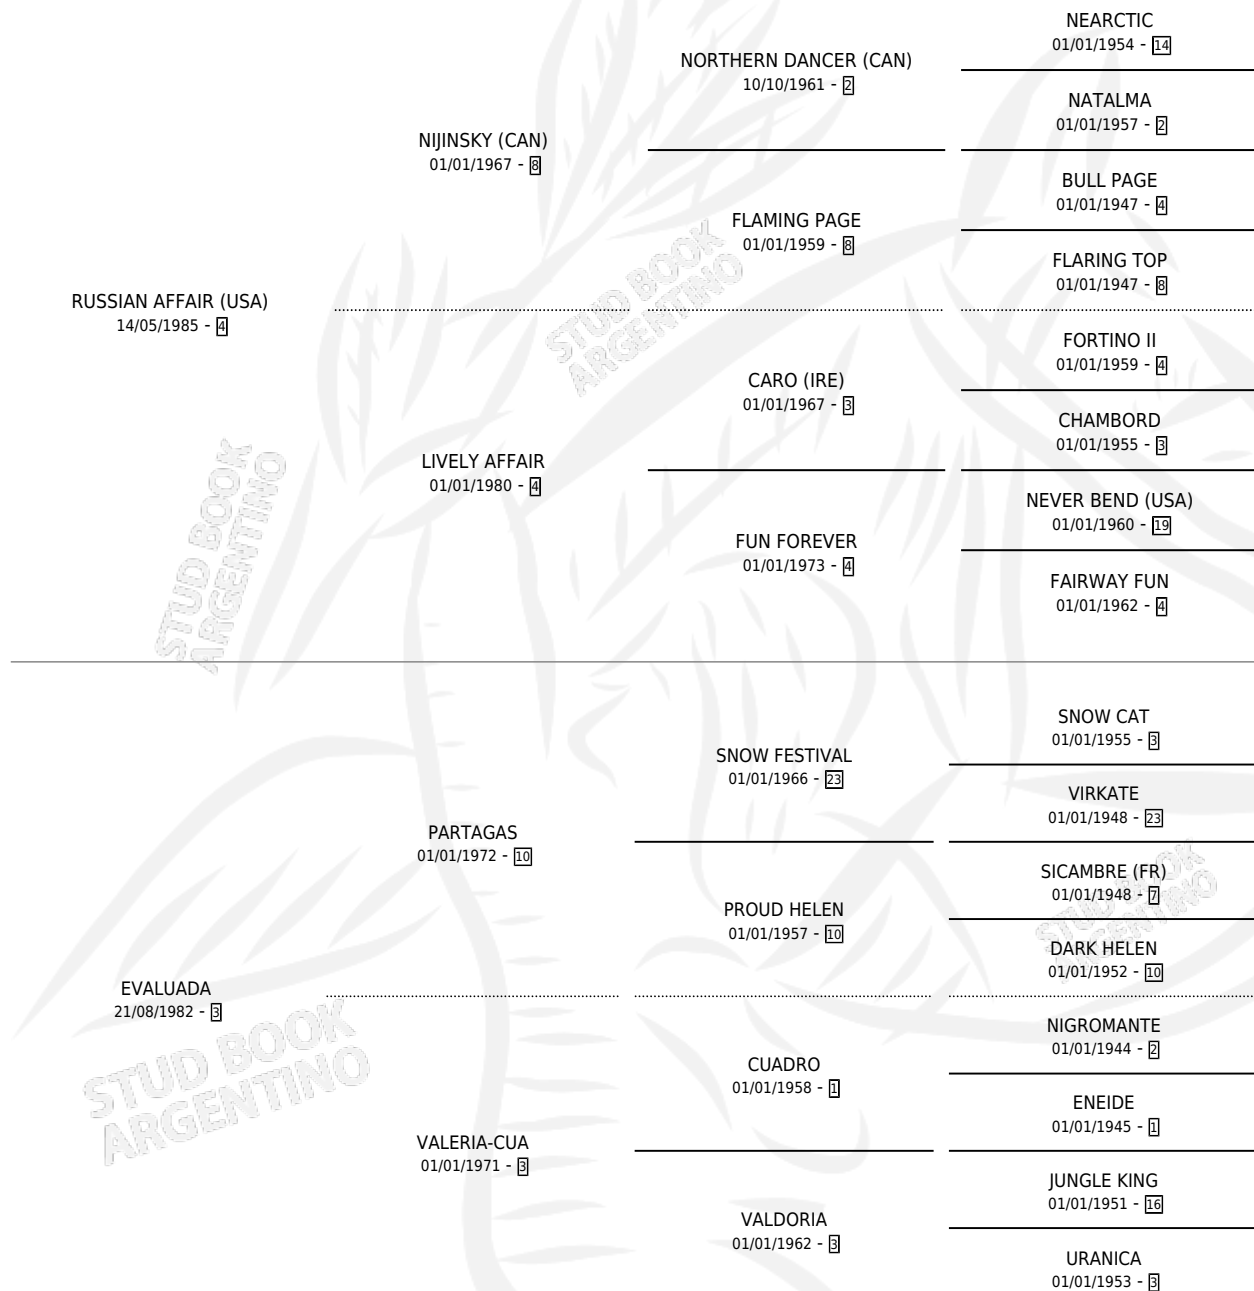 NEARCTIC
01/01/1954 - 14
NORTHERN DANCER (CAN)
10/10/1961 - 2
NATALMA
01/01/1957 - 2
NIJINSKY (CAN)
01/01/1967 - 8
BULL PAGE
01/01/1947 - 4
FLAMING PAGE
01/01/1959 - 8
FLARING TOP
01/01/1947 - 8
RUSSIAN AFFAIR (USA)
14/05/1985 - 4
FORTINO II
01/01/1959 - 4
CARO (IRE)
01/01/1967 - 3
CHAMBORD
01/01/1955 - 3
LIVELY AFFAIR
01/01/1980 - 4
NEVER BEND (USA)
01/01/1960 - 19
FUN FOREVER
01/01/1973 - 4
FAIRWAY FUN
01/01/1962 - 4
SNOW CAT
01/01/1955 - 3
SNOW FESTIVAL
01/01/1966 - 23
VIRKATE
01/01/1948 - 23
PARTAGAS
01/01/1972 - 10
SICAMBRE (FR)
01/01/1948 - 7
PROUD HELEN
01/01/1957 - 10
DARK HELEN
01/01/1952 - 10
EVALUADA
21/08/1982 - 3
NIGROMANTE
01/01/1944 - 2
CUADRO
01/01/1958 - 1
ENEIDE
01/01/1945 - 1
VALERIA-CUA
01/01/1971 - 3
JUNGLE KING
01/01/1951 - 16
VALDORIA
01/01/1962 - 3
URANICA
01/01/1953 - 3
STUD BOOK
ARGENTINO
STUD BOOK
ARGENTINO
STUD BOOK
ARGENTINO
STUD BOOK
ARGENTINO